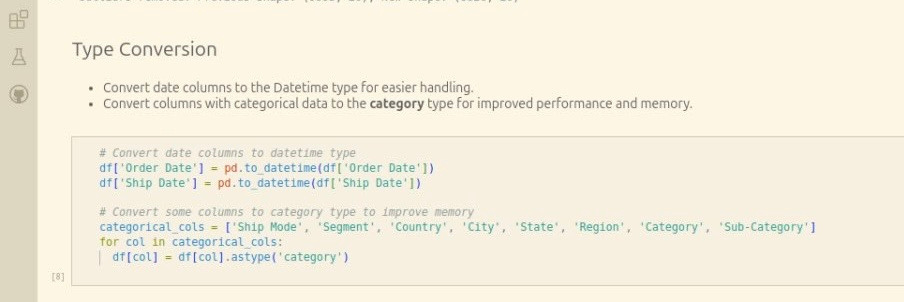 Type Conversion
Convert date columns to the Datetime type for easier handling.
Convert columns with categorical data to the category type for improved performance and memory.
# Convert date columns to datetime type
df['Order Date'] = pd.to_datetime(df['Order Date'])
df['Ship Date'] = pd.to_datetime(df['Ship Date'])
# Convert some columns to category type to improve memory
categorical_cols = ['Ship Mode', 'Segment', 'Country', 'City', 'State', 'Region', 'Category', 'Sub-Category']
for col in categorical_cols:
df[col] = df[col].astype('category')
[8]